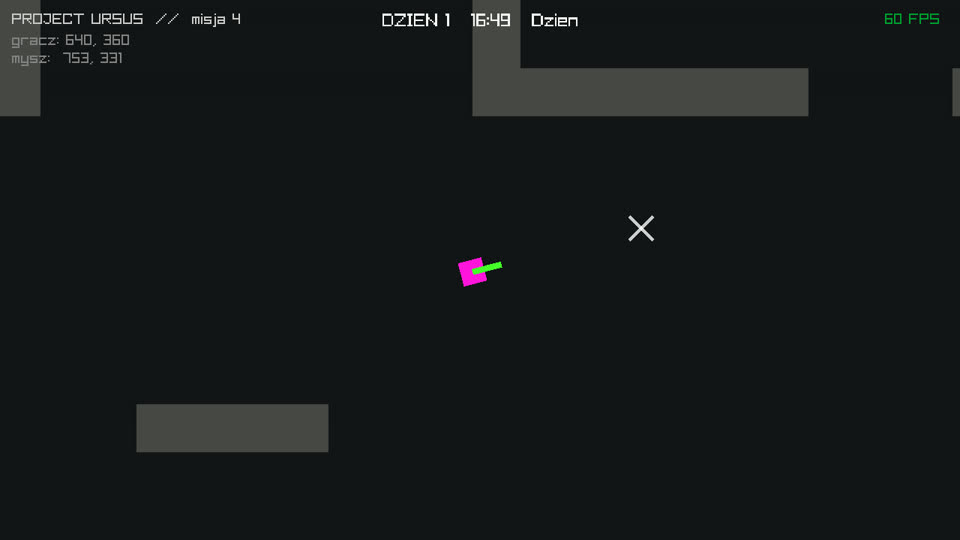 PROJECT URSUS // misja 4
DZIEN 1 16:49 Dzien
60 FPS
gracz: 640, 360
mysz: 753, 331